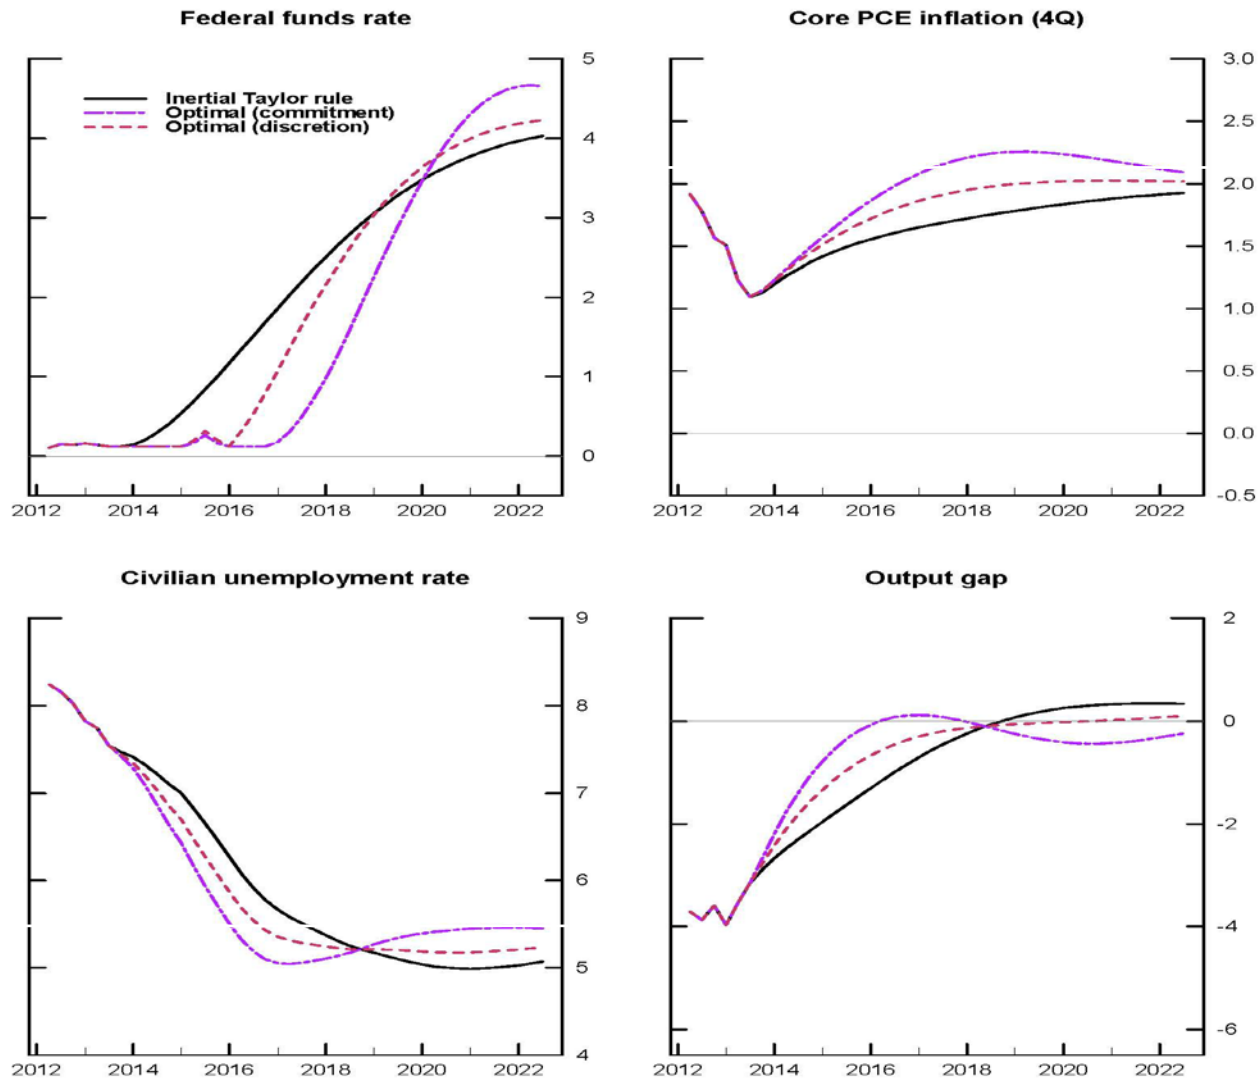 Federal funds rate
5
Inertial Taylor rule
Optimal (commitment)
Optimal (discretion)
4
3
2
1
0
2012 2014 2016 2018 2020 2022
Core PCE inflation (4Q)
3.0
2.5
2.0
1.5
1.0
0.5
0.0
-0.5
2012 2014 2016 2018 2020 2022
Civilian unemployment rate
9
8
7
6
5
4
2012 2014 2016 2018 2020 2022
Output gap
2
0
-2
-4
-6
2012 2014 2016 2018 2020 2022